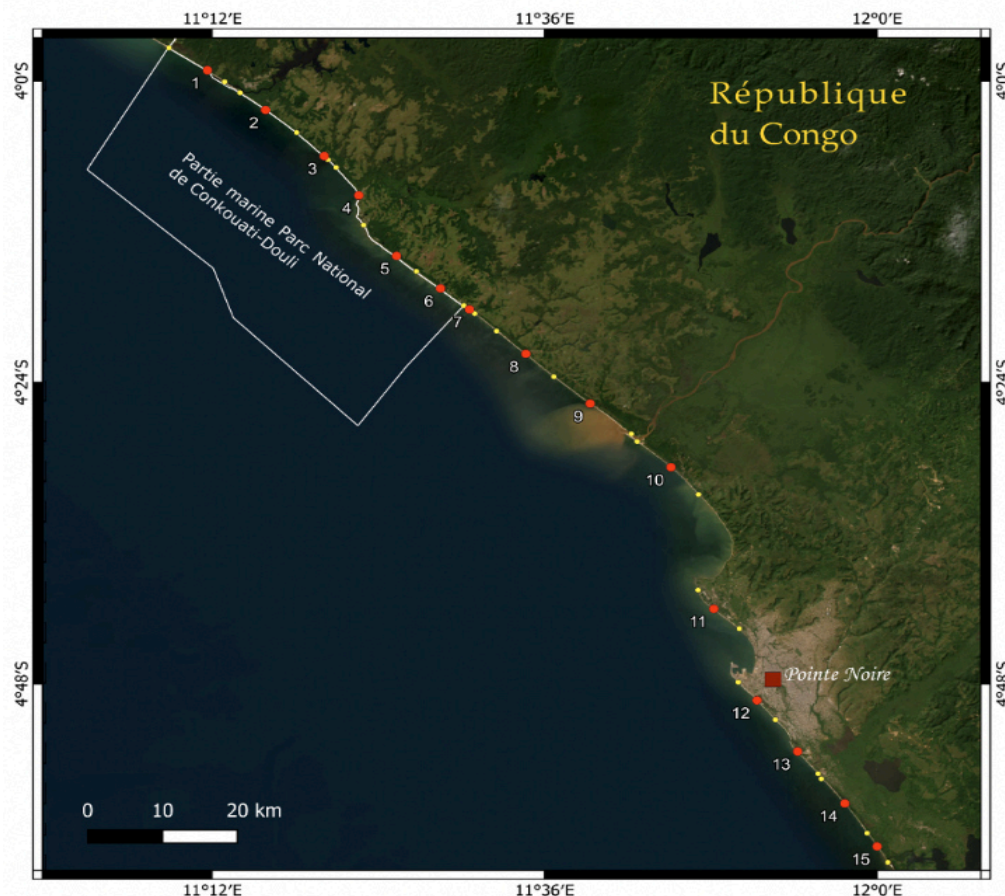 11°12′E 11°36′E 12°0′E
4°0′S
4°0′S
République
du Congo
1
2
3
Partie marine Parc National
de Conkouati-Douli
4
5
6
7
8
4°24′S
4°24′S
9
10
11
Pointe Noire
4°48′S
4°48′S
12
13
0 10 20 km
14
15
11°12′E 11°36′E 12°0′E